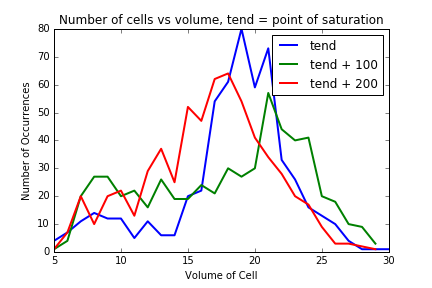 Number of cells vs volume, tend = point of saturation
80
70
60
50
40
30
20
10
0
Number of Occurrences
tend
tend + 100
tend + 200
5 10 15 20 25 30
Volume of Cell